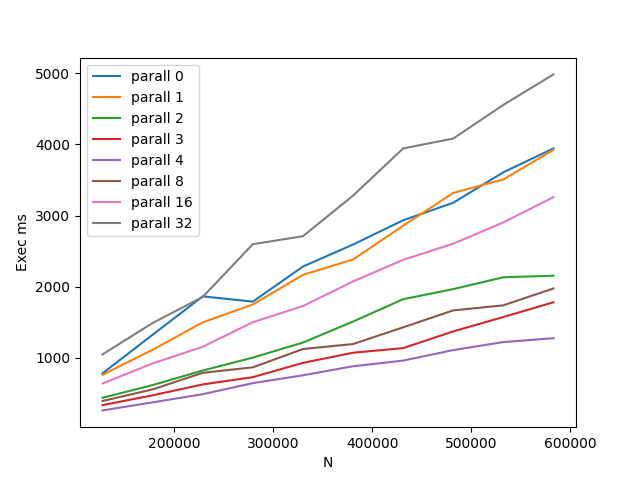 parall 0
parall 1
parall 2
parall 3
parall 4
parall 8
parall 16
parall 32
5000
4000
3000
2000
1000
Exec ms
200000 300000 400000 500000 600000
N